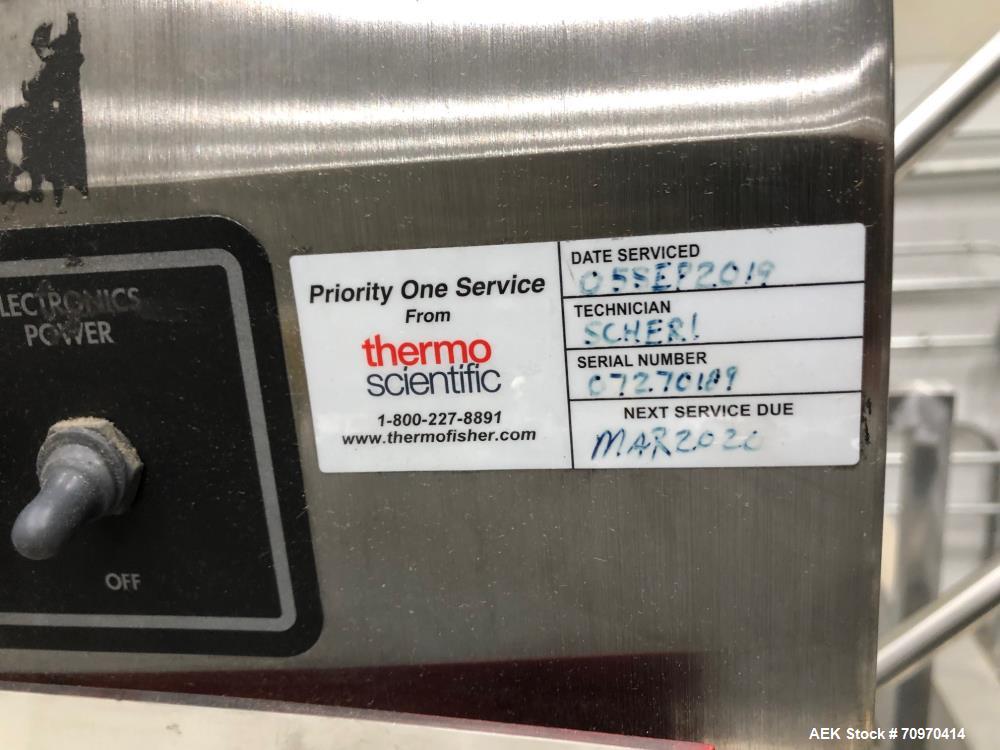 ELECTRONICS
POWER
OFF
Priority One Service
From
thermo
scientific
1-800-227-8891
www.thermofisher.com
DATE SERVICED
05SEP2019
TECHNICIAN
SCHERI
SERIAL NUMBER
07270189
NEXT SERVICE DUE
MAR2020
AEK Stock #70970414